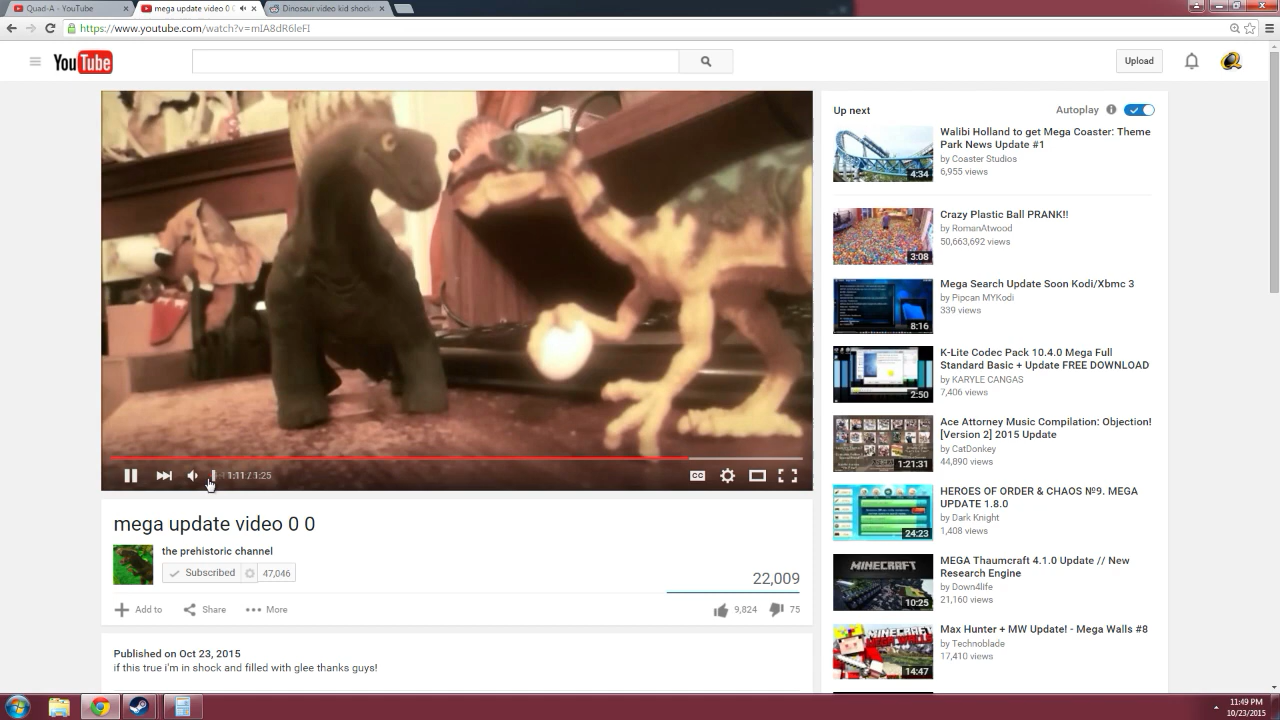 Quad-A - YouTube
mega update video 0 0
Dinosaur video kid shocke
https://www.youtube.com/watch?v=mIA8dR6leFI
YouTube
Upload
Up next
Autoplay
Walibi Holland to get Mega Coaster: Theme
Park News Update #1
by Coaster Studios
6,955 views
4:34
Crazy Plastic Ball PRANK!!
by RomanAtwood
50,663,692 views
3:08
Mega Search Update Soon Kodi/Xbmc 3
by Pipcan MYKodi
339 views
8:16
K-Lite Codec Pack 10.4.0 Mega Full
Standard Basic + Update FREE DOWNLOAD
by KARYLE CANGAS
7,406 views
2:50
Ace Attorney Music Compilation: Objection!
[Version 2] 2015 Update
by CatDonkey
44,890 views
1:21:31
HEROES OF ORDER & CHAOS №9. MEGA
UPDATE 1.8.0
by Dark Knight
1,408 views
24:23
MEGA Thaumcraft 4.1.0 Update // New
Research Engine
by Down4life
21,160 views
MINECRAFT
10:25
Max Hunter + MW Update! - Mega Walls #8
by Technoblade
17,410 views
MINECRAFT
14:47
1:11 / 1:25
CC
mega update video 0 0
the prehistoric channel
Subscribed
47,046
22,009
Add to
Share
More
9,824
75
Published on Oct 23, 2015
if this true i'm in shock and filled with glee thanks guys!
11:49 PM
10/23/2015